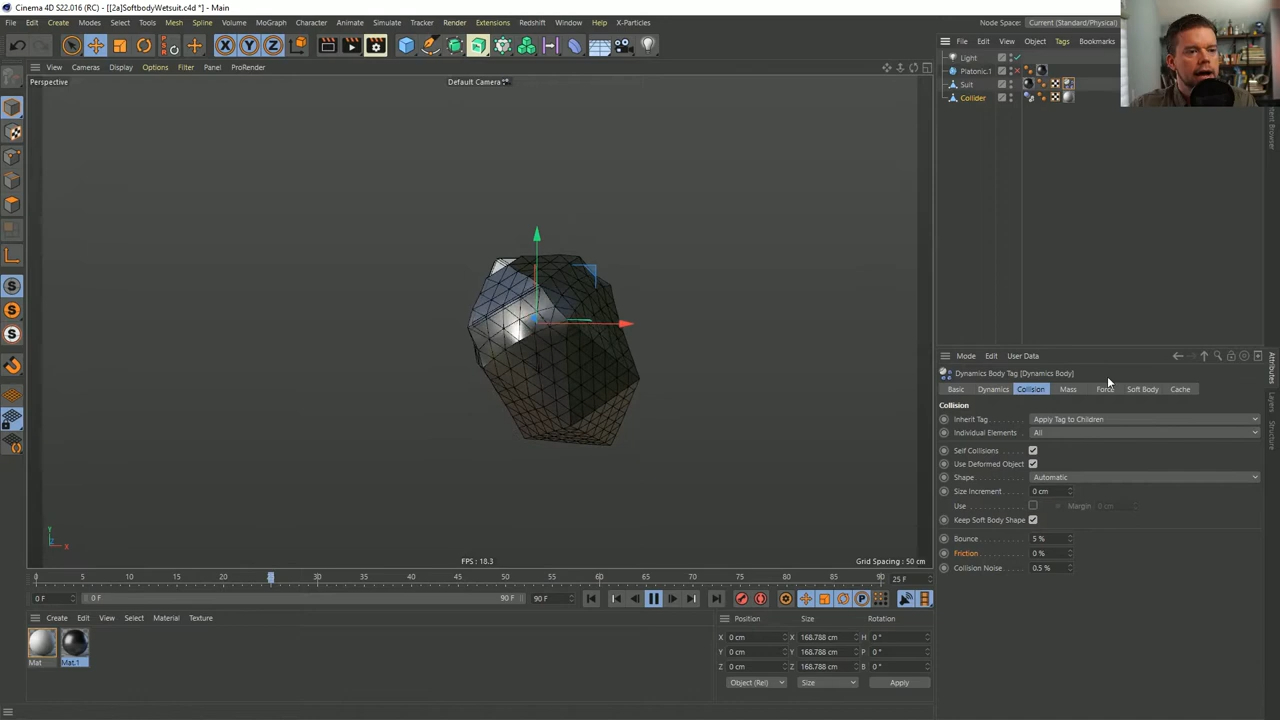 Cinema 4D S22.016 (RC) - [[2a]SoftbodyWetsuit.c4d *] - Main
File Edit Create Modes Select Tools Mesh Spline Volume MoGraph Character Animate Simulate Tracker Render Extensions Redshift Window Help X-Particles Node Space: Current (Standard/Physical)
X Y Z
File Edit View Object Tags Bookmarks
View Cameras Display Options Filter Panel ProRender
Perspective
Default Camera
Light
Platonic.1
Suit
Collider
Mode Edit User Data
Dynamics Body Tag [Dynamics Body]
Basic Dynamics Collision Mass Force Soft Body Cache
Collision
Inherit Tag Apply Tag to Children
Individual Elements All
Self Collisions
Use Deformed Object
Shape Automatic
Size Increment 0 cm
Use Margin 0 cm
Keep Soft Body Shape
Bounce 5 %
Friction 0 %
Collision Noise 0.5 %
Attributes
Layers
Structure
Y
Z
X
FPS : 18.3
Grid Spacing : 50 cm
0 5 10 15 20 25 30 35 40 45 50 55 60 65 70 75 80 85 90 25 F
0 F 0 F 90 F 90 F
P
Create Edit View Select Material Texture
Mat Mat.1
Position Size Rotation
X 0 cm X 168.788 cm H 0 °
Y 0 cm Y 168.788 cm P 0 °
Z 0 cm Z 168.788 cm B 0 °
Object (Rel) Size Apply